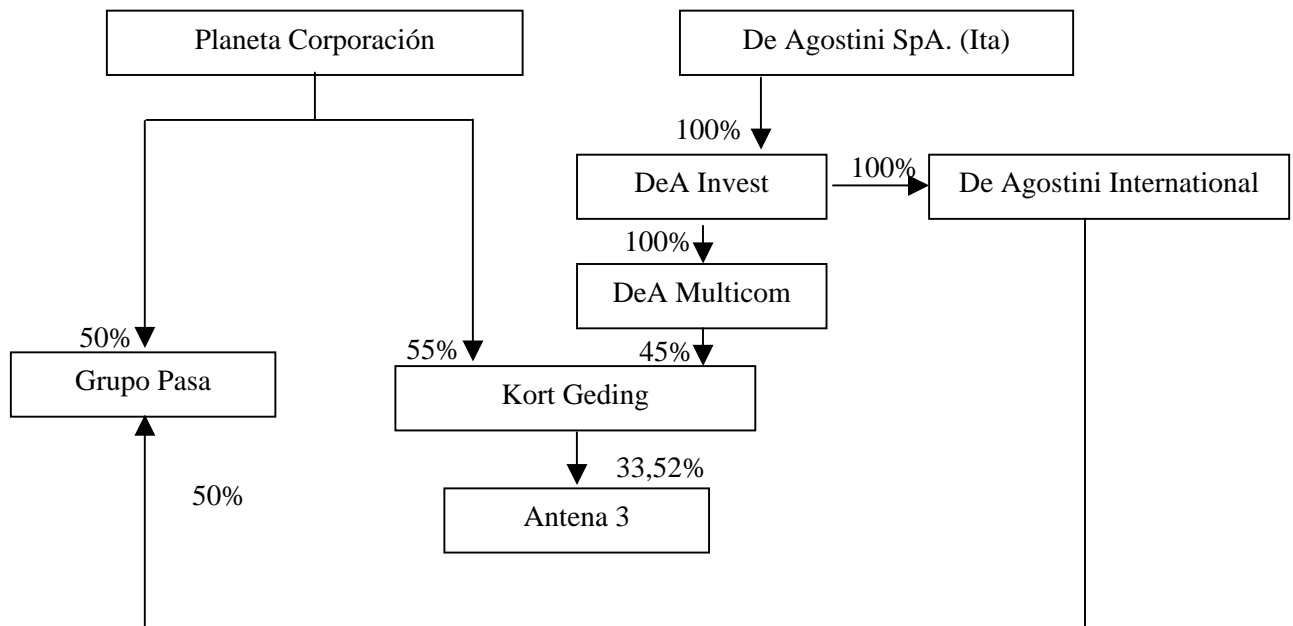 Planeta Corporación
De Agostini SpA. (Ita)
100%
DeA Invest
100%
De Agostini International
100%
DeA Multicom
50%
55%
45%
Grupo Pasa
Kort Geding
33,52%
50%
Antena 3